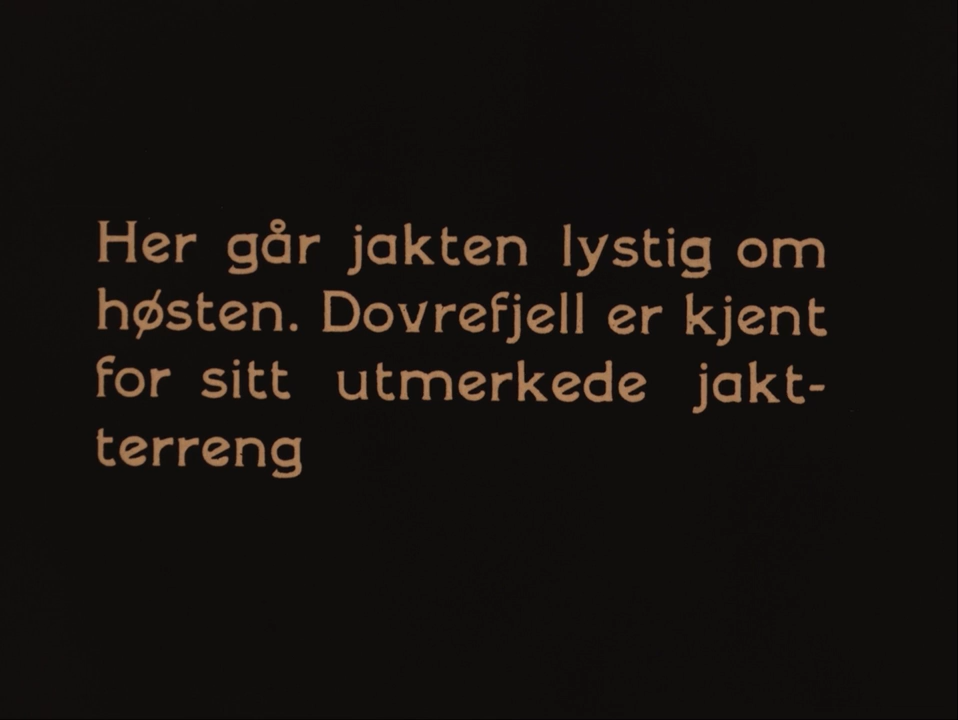 Her går jakten lystig om
høsten. Dovrefjell er kjent
for sitt utmerkede jakt-
terreng